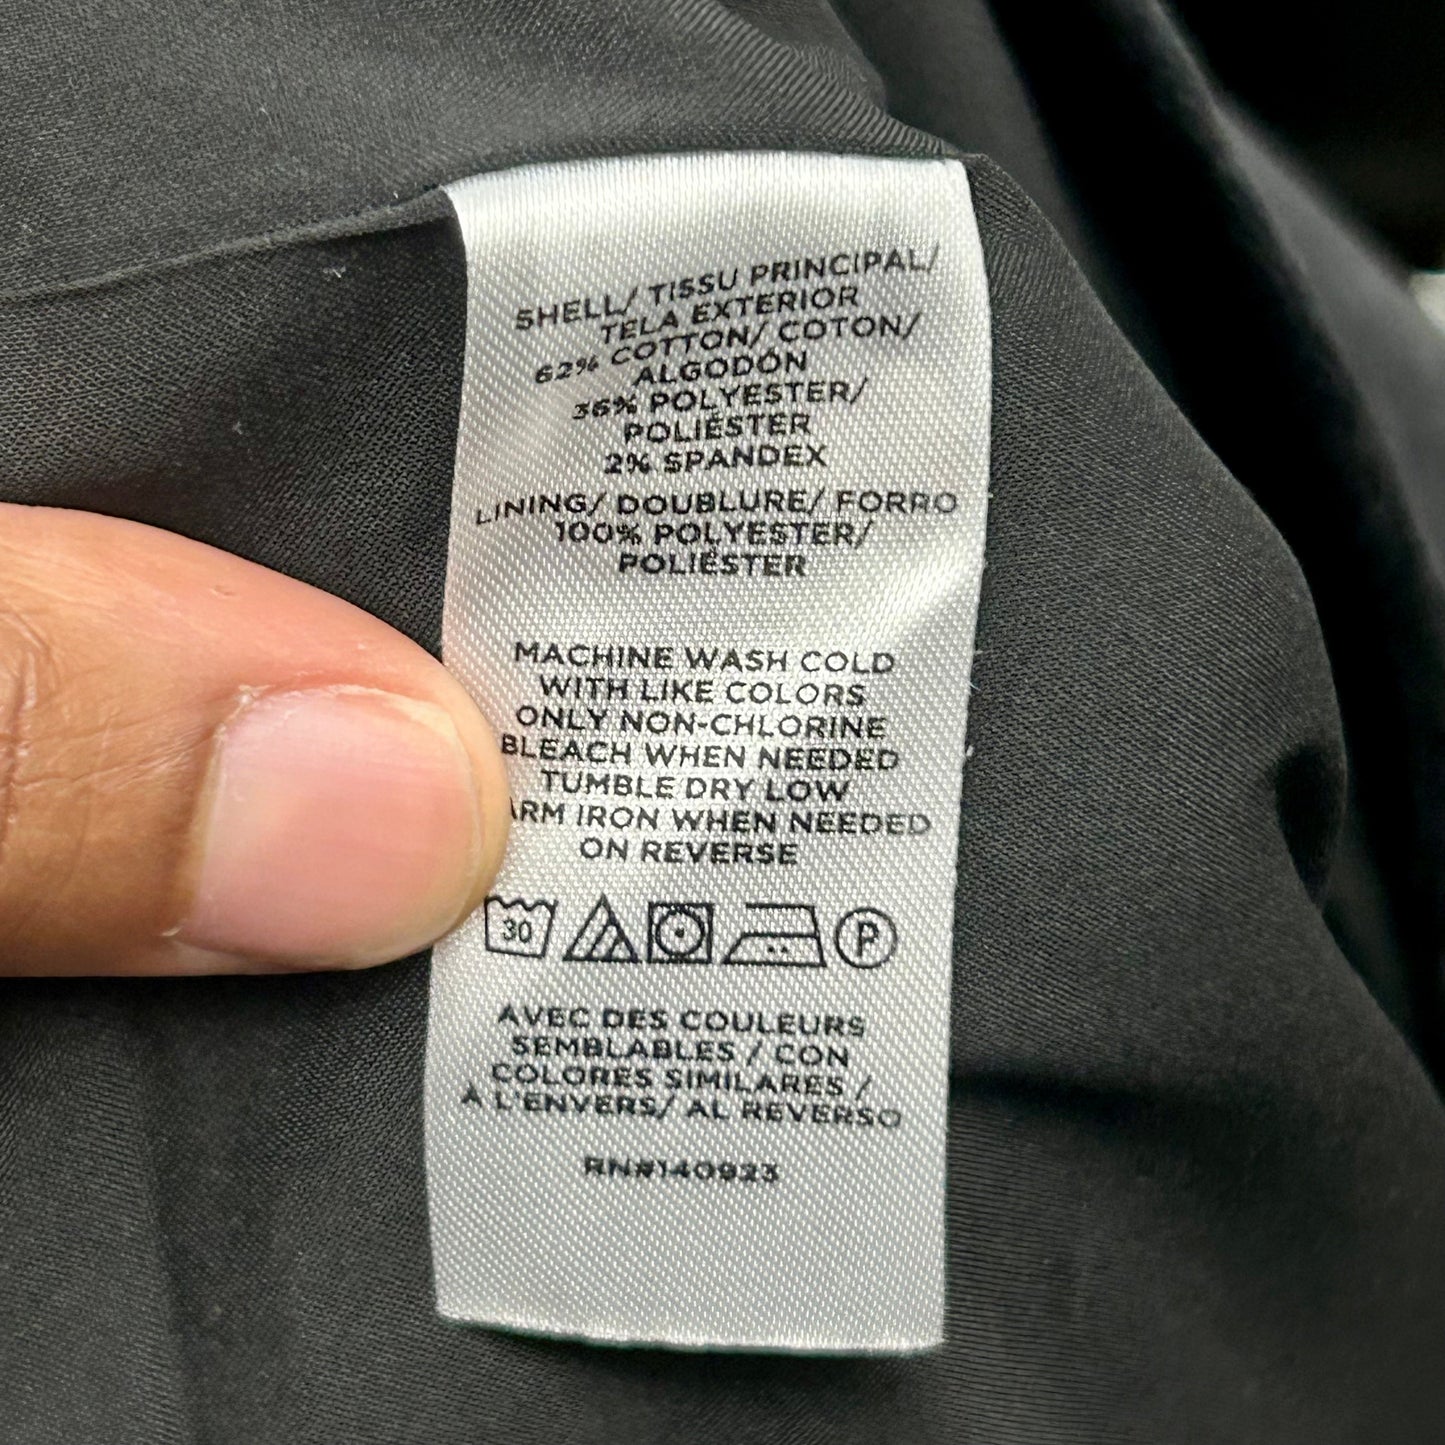 SHELL/ TISSU PRINCIPAL/
TELA EXTERIOR
62% COTTON/ COTON/
ALGODÓN
36% POLYESTER/
POLIÉSTER
2% SPANDEX
LINING/ DOUBLURE/ FORRO
100% POLYESTER/
POLIÉSTER
MACHINE WASH COLD
WITH LIKE COLORS
ONLY NON-CHLORINE
BLEACH WHEN NEEDED
TUMBLE DRY LOW
ARM IRON WHEN NEEDED
ON REVERSE
30 P
AVEC DES COULEURS
SEMBLABLES / CON
COLORES SIMILARES /
A L'ENVERS/ AL REVERSO
RN#140923